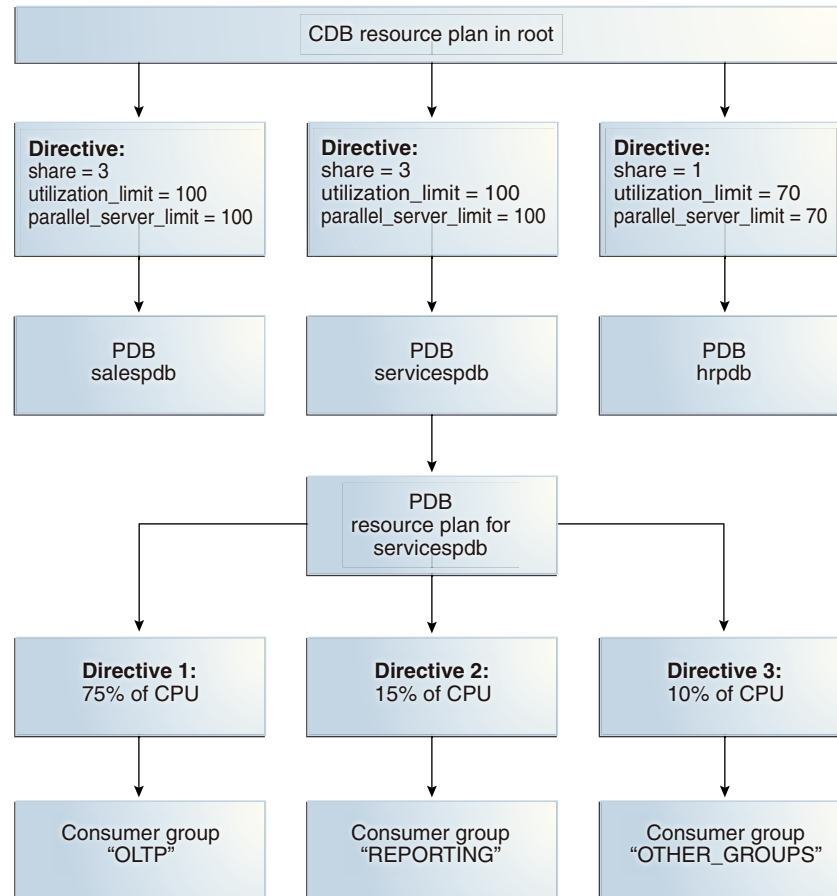 CDB resource plan in root
Directive:
share = 3
utilization_limit = 100
parallel_server_limit = 100
Directive:
share = 3
utilization_limit = 100
parallel_server_limit = 100
Directive:
share = 1
utilization_limit = 70
parallel_server_limit = 70
PDB
salespdb
PDB
servicespdb
PDB
hrpdb
PDB
resource plan for
servicespdb
Directive 1:
75% of CPU
Directive 2:
15% of CPU
Directive 3:
10% of CPU
Consumer group
“OLTP”
Consumer group
“REPORTING”
Consumer group
“OTHER_GROUPS”